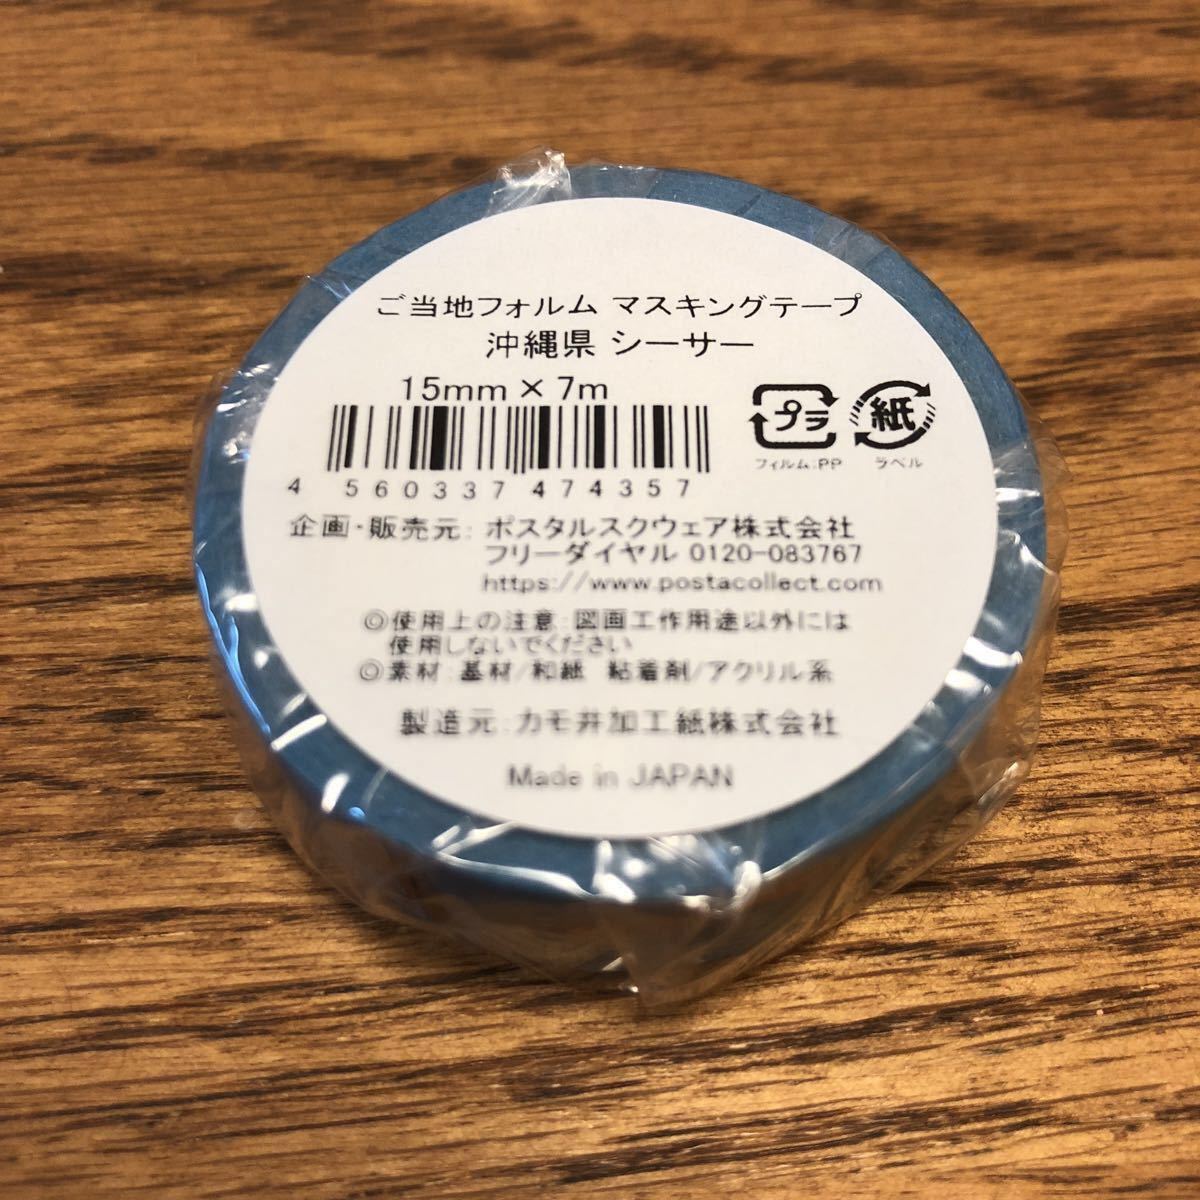 ご当地フォルム マスキングテープ
沖縄県 シーサー
15mm×7m
プラ
紙
フィルム:PP
ラベル
4 560337 474357
企画・販売元: ポスタルスクウェア株式会社
フリーダイヤル 0120-083767
https://www.postacollect.com
◎使用上の注意:図画工作用途以外には
使用しないでください
◎素材:基材/和紙 粘着剤/アクリル系
製造元:カモ井加工紙株式会社
Made in JAPAN